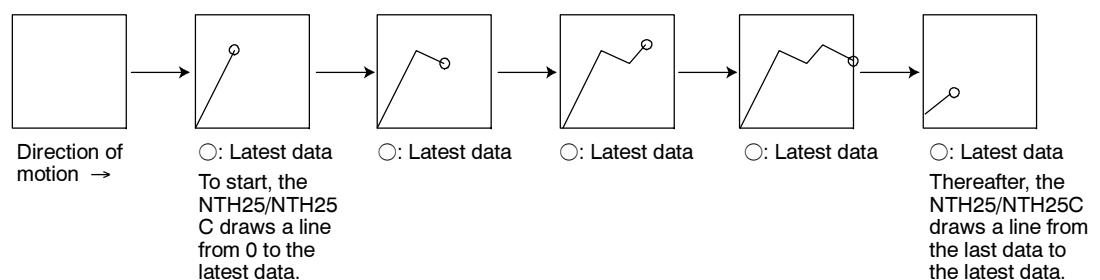 Direction of
motion →
○: Latest data
To start, the
NTH25/NTH25
C draws a line
from 0 to the
latest data.
○: Latest data
○: Latest data
○: Latest data
○: Latest data
Thereafter, the
NTH25/NTH25C
draws a line from
the last data to
the latest data.